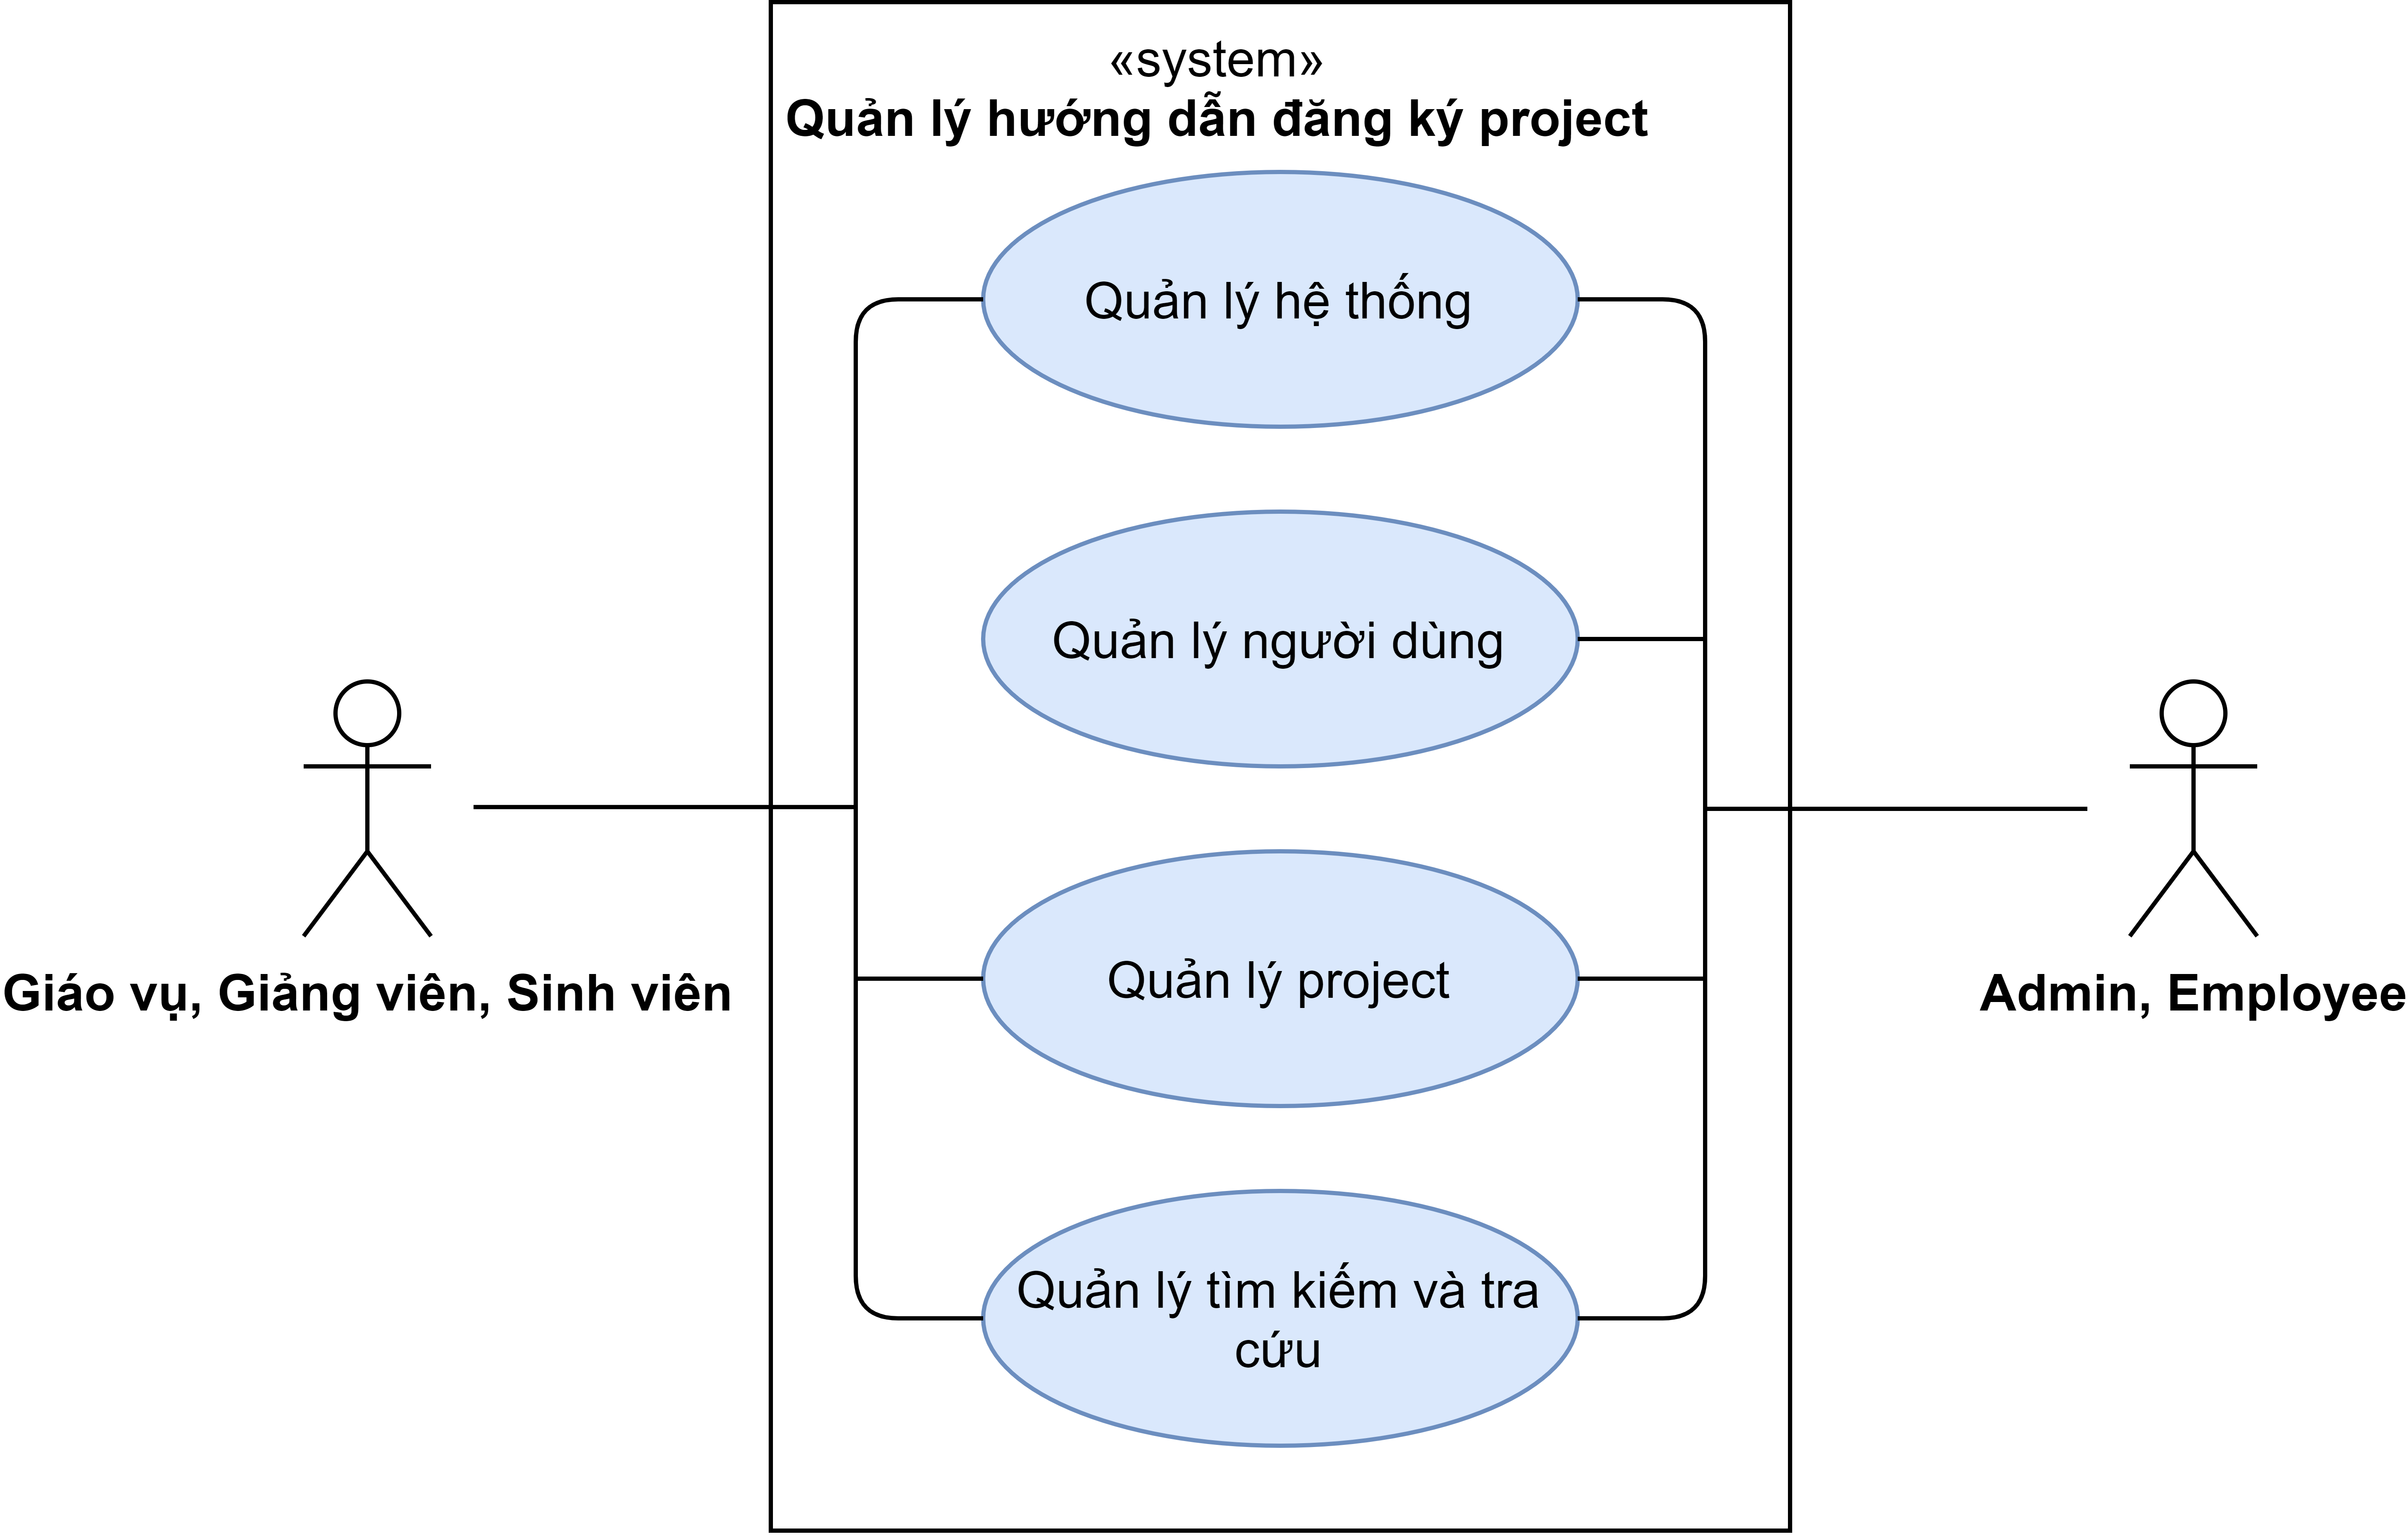 «system»
Quản lý hướng dẫn đăng ký project
Quản lý hệ thống
Quản lý người dùng
Giáo vụ, Giảng viên, Sinh viên
Quản lý project
Admin, Employee
Quản lý tìm kiếm và tra
cứu